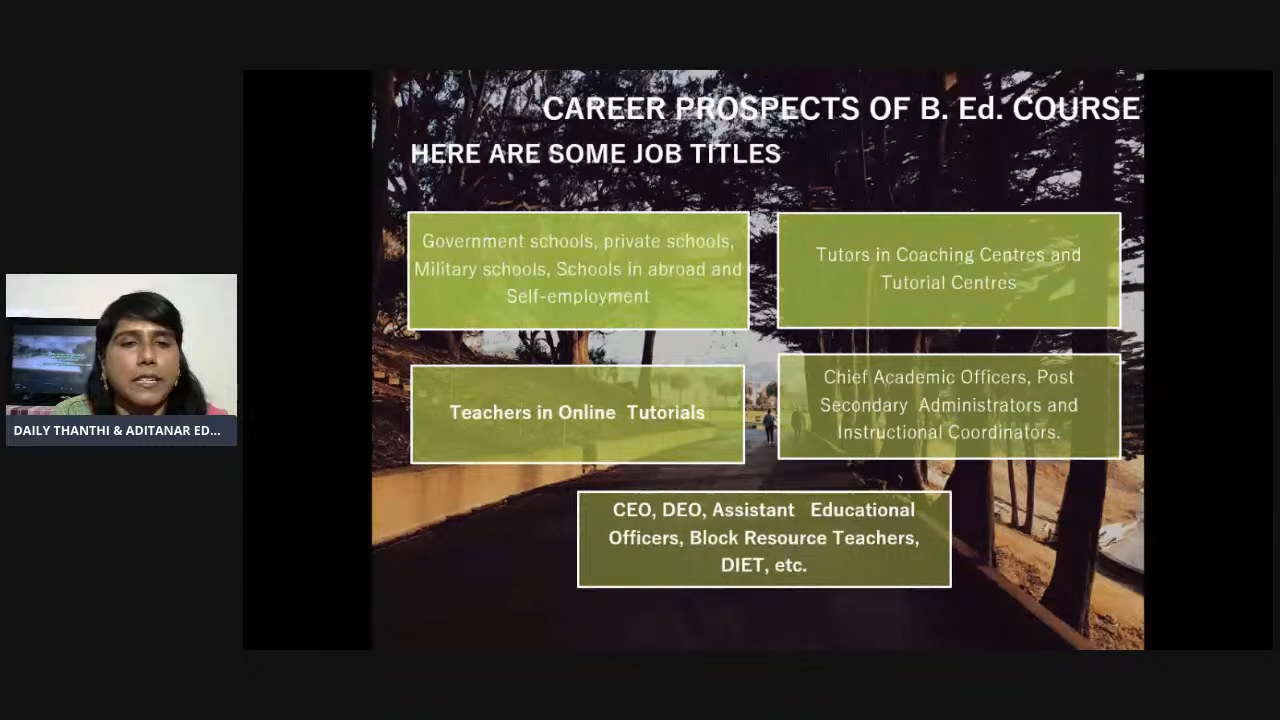 CAREER PROSPECTS OF B. Ed. COURSE
HERE ARE SOME JOB TITLES
Government schools, private schools,
Military schools, Schools in abroad and
Self-employment
Tutors in Coaching Centres and
Tutorial Centres
Teachers in Online Tutorials
Chief Academic Officers, Post
Secondary Administrators and
Instructional Coordinators.
CEO, DEO, Assistant Educational
Officers, Block Resource Teachers,
DIET, etc.
DAILY THANTHI & ADITANAR ED...